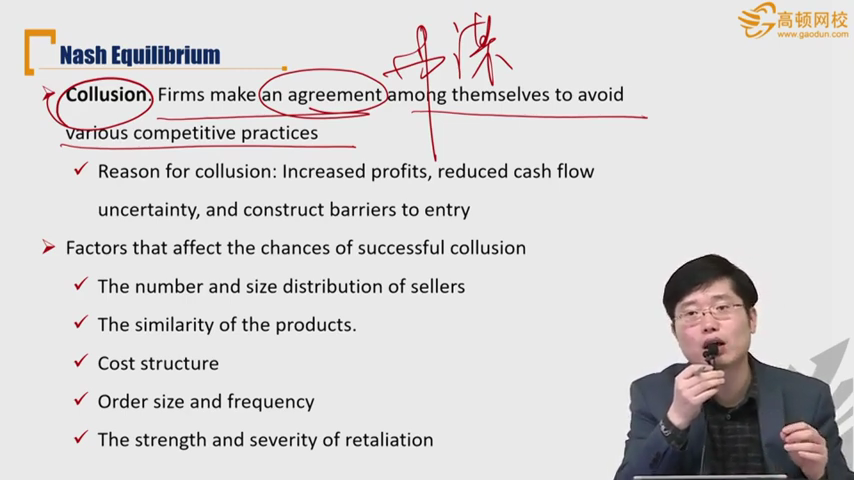 高顿网校
www.gaodun.com
Nash Equilibrium
串谋
Collusion: Firms make an agreement among themselves to avoid
various competitive practices
Reason for collusion: Increased profits, reduced cash flow
uncertainty, and construct barriers to entry
Factors that affect the chances of successful collusion
The number and size distribution of sellers
The similarity of the products.
Cost structure
Order size and frequency
The strength and severity of retaliation